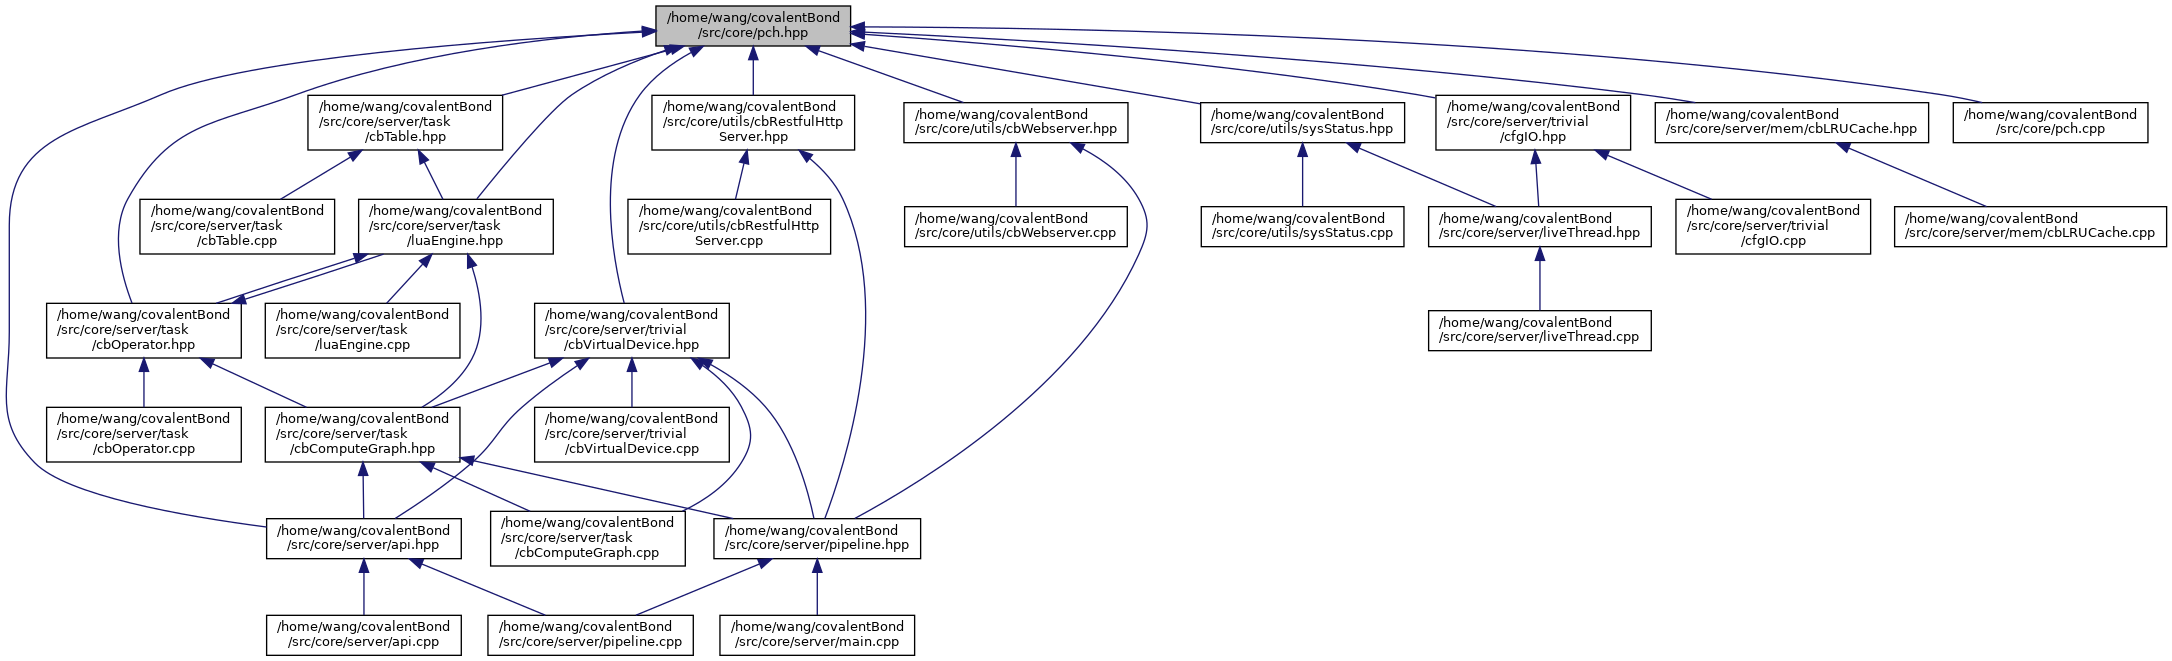 /home/wang/covalentBond
/src/core/pch.hpp
/home/wang/covalentBond
/src/core/server/task
/cbTable.hpp
/home/wang/covalentBond
/src/core/utils/cbRestfulHttp
Server.hpp
/home/wang/covalentBond
/src/core/utils/cbWebserver.hpp
/home/wang/covalentBond
/src/core/utils/sysStatus.hpp
/home/wang/covalentBond
/src/core/server/trivial
/cfgIO.hpp
/home/wang/covalentBond
/src/core/server/mem/cbLRUCache.hpp
/home/wang/covalentBond
/src/core/pch.cpp
/home/wang/covalentBond
/src/core/server/task
/cbTable.cpp
/home/wang/covalentBond
/src/core/server/task
/luaEngine.hpp
/home/wang/covalentBond
/src/core/utils/cbRestfulHttp
Server.cpp
/home/wang/covalentBond
/src/core/utils/cbWebserver.cpp
/home/wang/covalentBond
/src/core/utils/sysStatus.cpp
/home/wang/covalentBond
/src/core/server/liveThread.hpp
/home/wang/covalentBond
/src/core/server/trivial
/cfgIO.cpp
/home/wang/covalentBond
/src/core/server/mem/cbLRUCache.cpp
/home/wang/covalentBond
/src/core/server/task
/cbOperator.hpp
/home/wang/covalentBond
/src/core/server/task
/luaEngine.cpp
/home/wang/covalentBond
/src/core/server/trivial
/cbVirtualDevice.hpp
/home/wang/covalentBond
/src/core/server/liveThread.cpp
/home/wang/covalentBond
/src/core/server/task
/cbOperator.cpp
/home/wang/covalentBond
/src/core/server/task
/cbComputeGraph.hpp
/home/wang/covalentBond
/src/core/server/trivial
/cbVirtualDevice.cpp
/home/wang/covalentBond
/src/core/server/api.hpp
/home/wang/covalentBond
/src/core/server/task
/cbComputeGraph.cpp
/home/wang/covalentBond
/src/core/server/pipeline.hpp
/home/wang/covalentBond
/src/core/server/api.cpp
/home/wang/covalentBond
/src/core/server/pipeline.cpp
/home/wang/covalentBond
/src/core/server/main.cpp